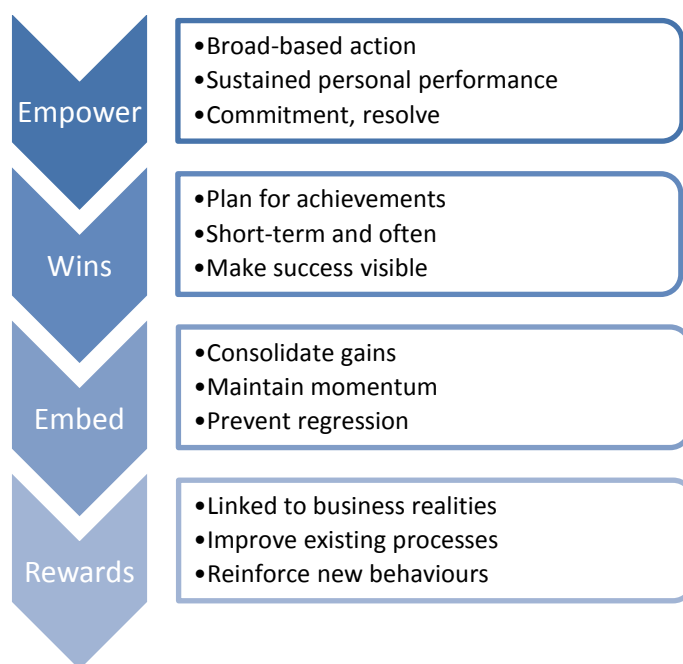 Empower
•Broad-based action
•Sustained personal performance
•Commitment, resolve
Wins
•Plan for achievements
•Short-term and often
•Make success visible
Embed
•Consolidate gains
•Maintain momentum
•Prevent regression
Rewards
•Linked to business realities
•Improve existing processes
•Reinforce new behaviours